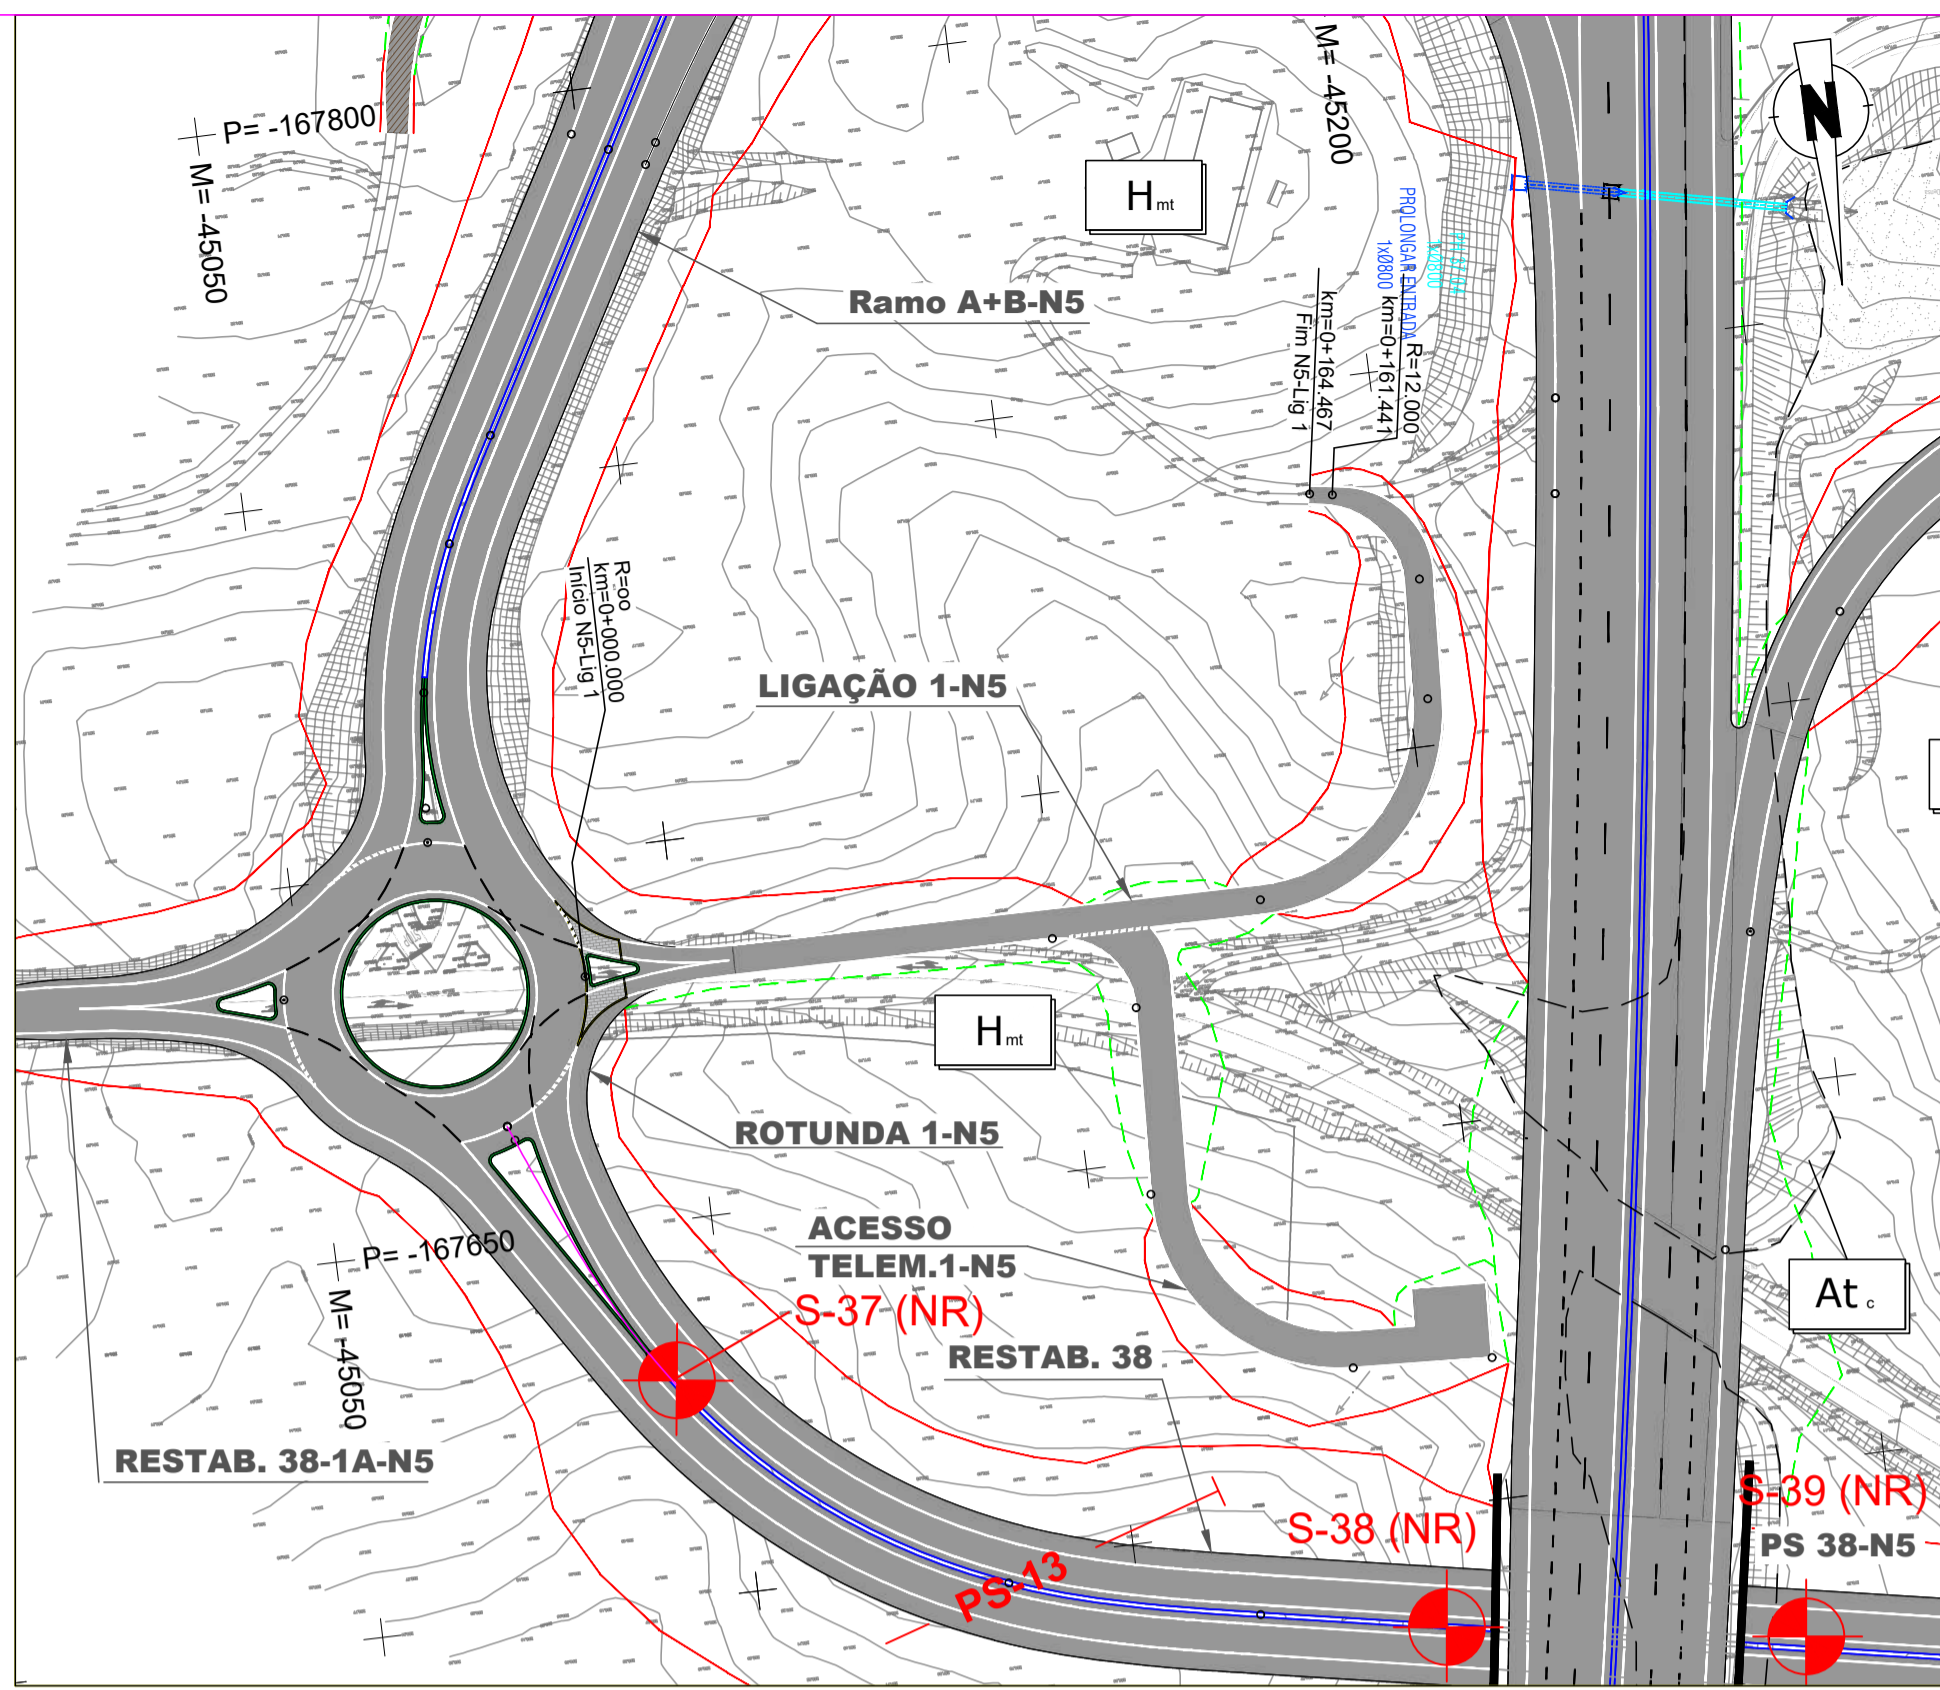 P= -167800
M= -45050
M= -45200
N
Hmt
PROLONGAR ENTRADA
1xØ800
1xØ800
Ramo A+B-N5
R=12.000
km=0+161.441
km=0+164.467
Fim N5-Lig 1
R=oo
km=0+000.000
Início N5-Lig 1
LIGAÇÃO 1-N5
Hmt
ROTUNDA 1-N5
ACESSO
TELEM.1-N5
P= -167650
M= -45050
S-37 (NR)
RESTAB. 38
At c
RESTAB. 38-1A-N5
S-38 (NR)
S-39 (NR)
PS 38-N5
PS-13